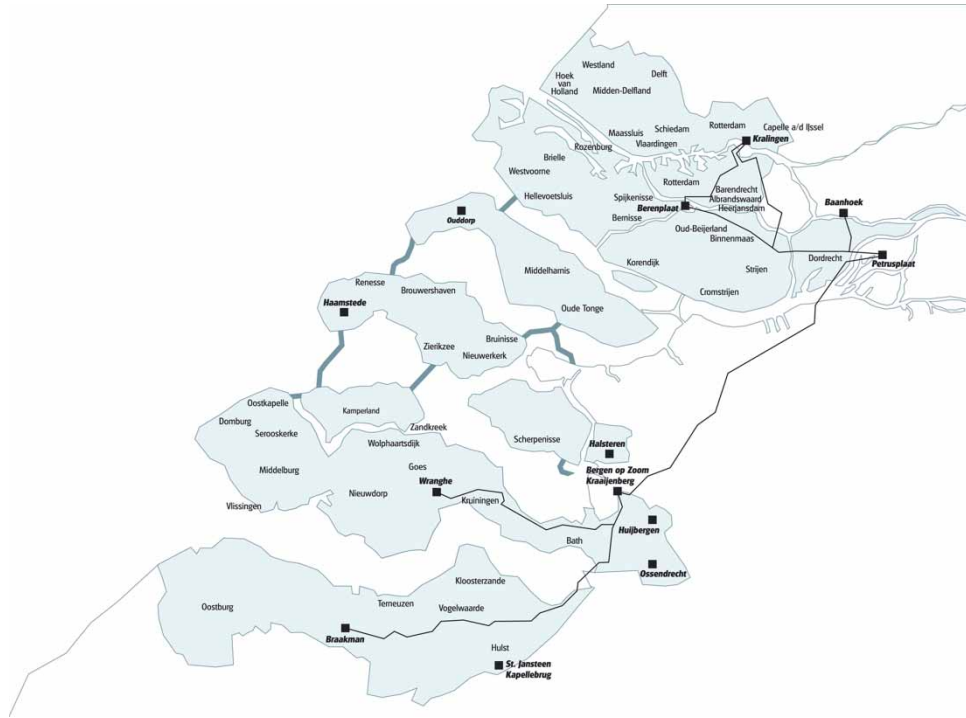 Westland
Delft
Hoek
van
Holland
Midden-Delfland
Maassluis
Schiedam
Rotterdam
Capelle a/d IJssel
Vlaardingen
Kralingen
Rozenburg
Brielle
Westvoorne
Rotterdam
Hellevoetsluis
Spijkenisse
Barendrecht
Albrandswaard
Heerjansdam
Berenplaat
Baanhoek
Bernisse
Ouddorp
Oud-Beijerland
Binnenmaas
Korendijk
Strijen
Dordrecht
Petrusplaat
Middelharnis
Cromstrijen
Renesse
Brouwershaven
Haamstede
Oude Tonge
Zierikzee
Bruinisse
Nieuwerkerk
Oostkapelle
Kamperland
Domburg
Serooskerke
Zandkreek
Wolphaartsdijk
Scherpenisse
Halsteren
Middelburg
Goes
Bergen op Zoom
Kraaijenberg
Nieuwdorp
Wranghe
Kruiningen
Vlissingen
Huijbergen
Bath
Ossendrecht
Kloosterzande
Oostburg
Terneuzen
Vogelwaarde
Braakman
Hulst
St. Jansteen
Kapellebrug